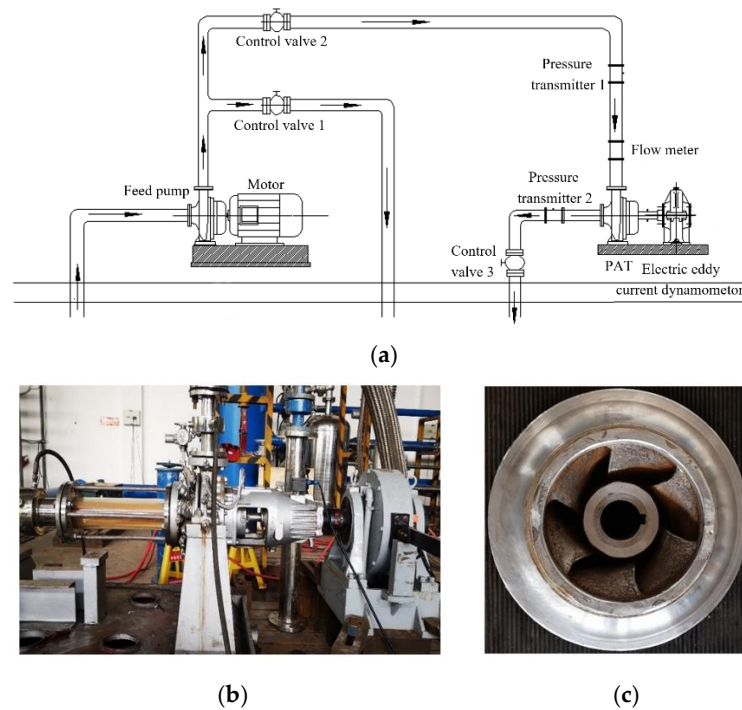 Control valve 2
Pressure
transmitter 1
Control valve 1
Flow meter
Feed pump
Motor
Pressure
transmitter 2
Control
valve 3
PAT
Electric eddy
current dynamometor
(a)
(b)
(c)